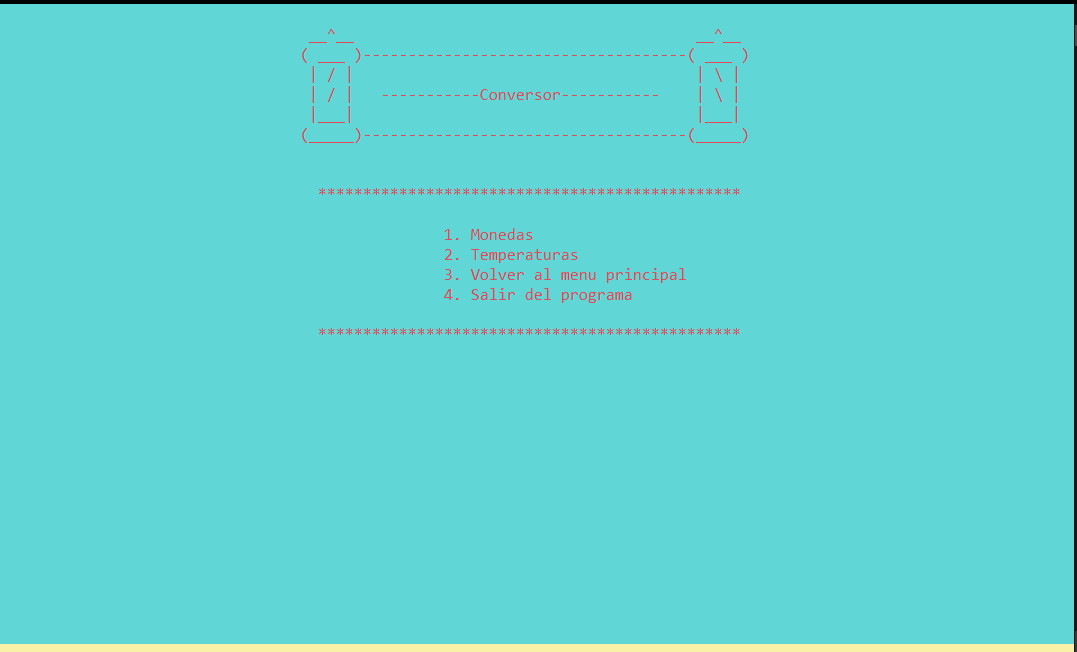 Conversor
1. Monedas
2. Temperaturas
3. Volver al menu principal
4. Salir del programa